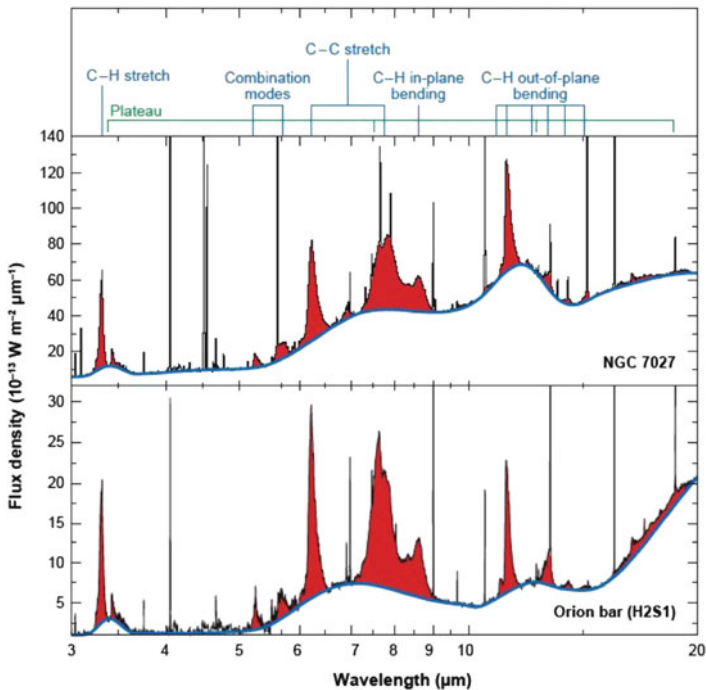 C–H stretch
Combination
modes
C–C stretch
C–H in-plane
bending
C–H out-of-plane
bending
Plateau
140
120
100
80
60
40
20
NGC 7027
Flux density (10⁻¹³ W m⁻² μm⁻¹)
30
25
20
15
10
5
Orion bar (H2S1)
3
4
5
6
7
8
9
10
20
Wavelength (μm)